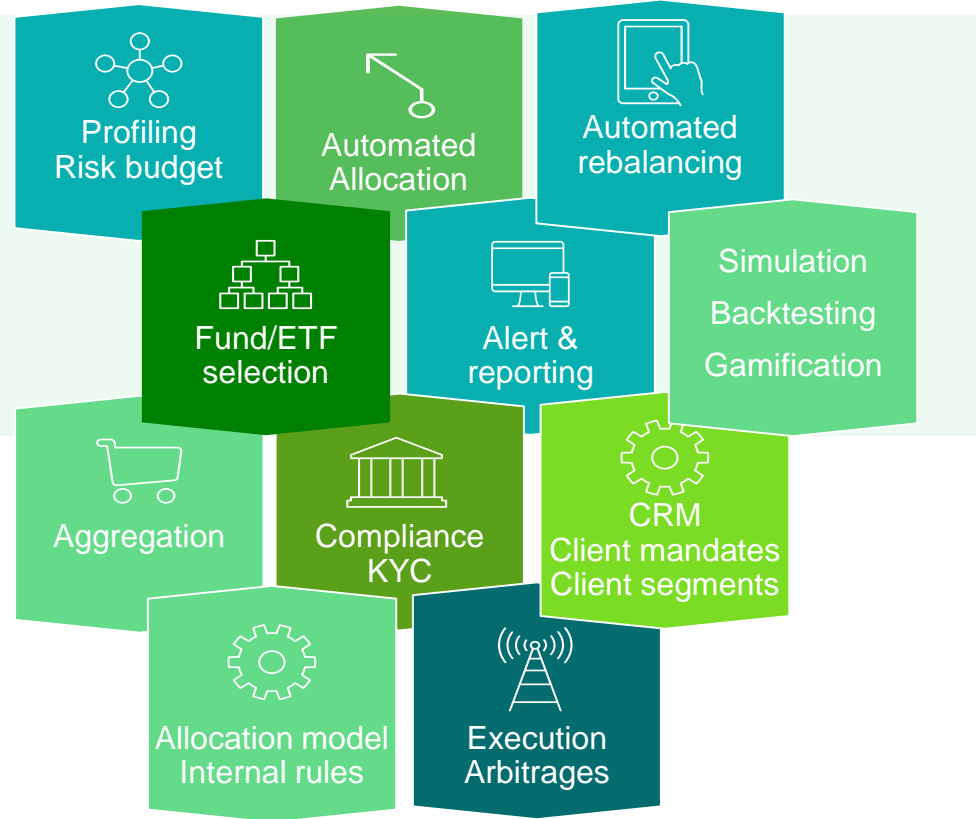 Profiling
Risk budget
Automated
Allocation
Automated
rebalancing
Fund/ETF
selection
Alert &
reporting
Simulation
Backtesting
Gamification
Aggregation
Compliance
KYC
CRM
Client mandates
Client segments
Allocation model
Internal rules
Execution
Arbitrages